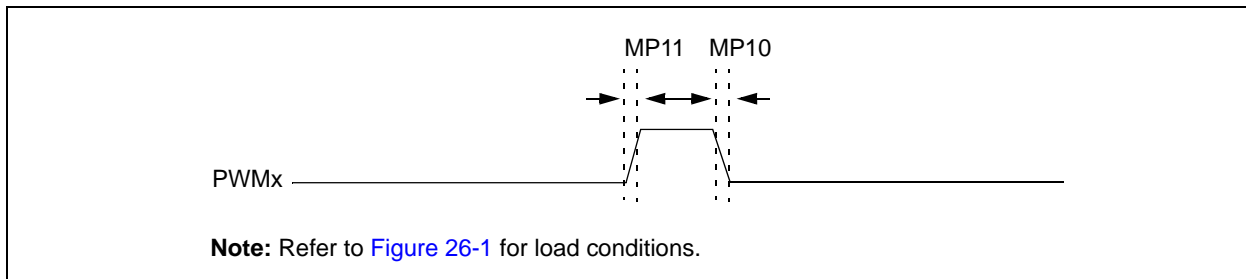 MP11 MP10
PWMx
Note: Refer to Figure 26-1 for load conditions.